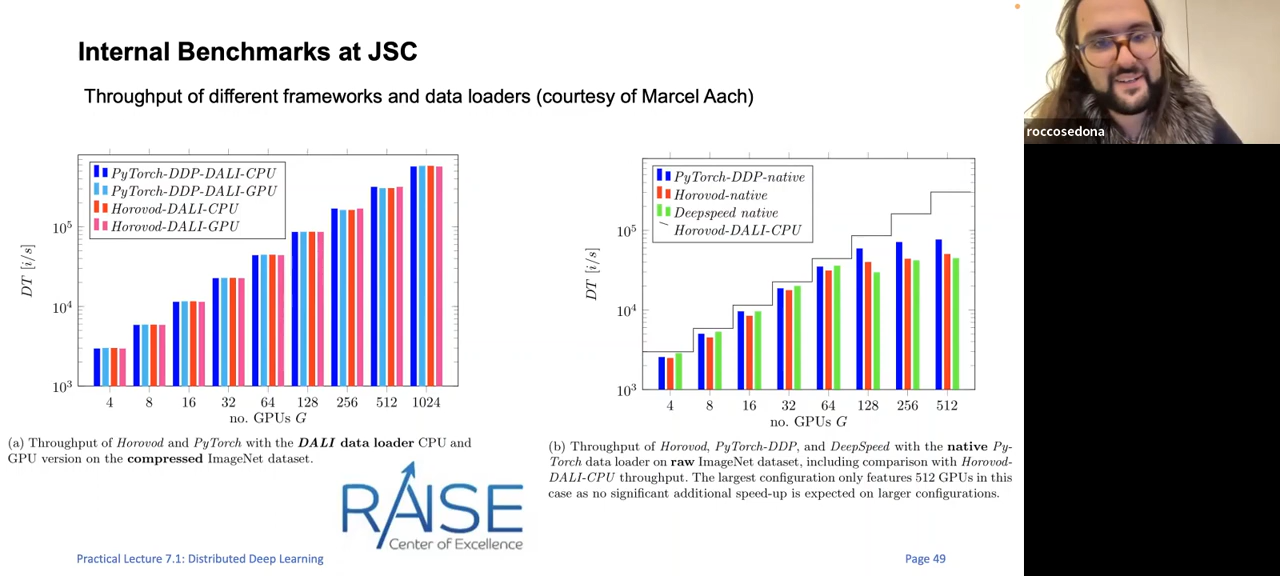 Internal Benchmarks at JSC
Throughput of different frameworks and data loaders (courtesy of Marcel Aach)
roccosedona
PyTorch-DDP-DALI-CPU
PyTorch-DDP-DALI-GPU
Horovod-DALI-CPU
Horovod-DALI-GPU
DT [i/s]
10^5
10^4
10^3
4 8 16 32 64 128 256 512 1024
no. GPUs G
(a) Throughput of Horovod and PyTorch with the DALI data loader CPU and
GPU version on the compressed ImageNet dataset.
PyTorch-DDP-native
Horovod-native
Deepspeed native
Horovod-DALI-CPU
DT [i/s]
10^5
10^4
10^3
4 8 16 32 64 128 256 512
no. GPUs G
(b) Throughput of Horovod, PyTorch-DDP, and DeepSpeed with the native Py-
Torch data loader on raw ImageNet dataset, including comparison with Horovod-
DALI-CPU throughput. The largest configuration only features 512 GPUs in this
case as no significant additional speed-up is expected on larger configurations.
RAISE
Center of Excellence
Practical Lecture 7.1: Distributed Deep Learning
Page 49